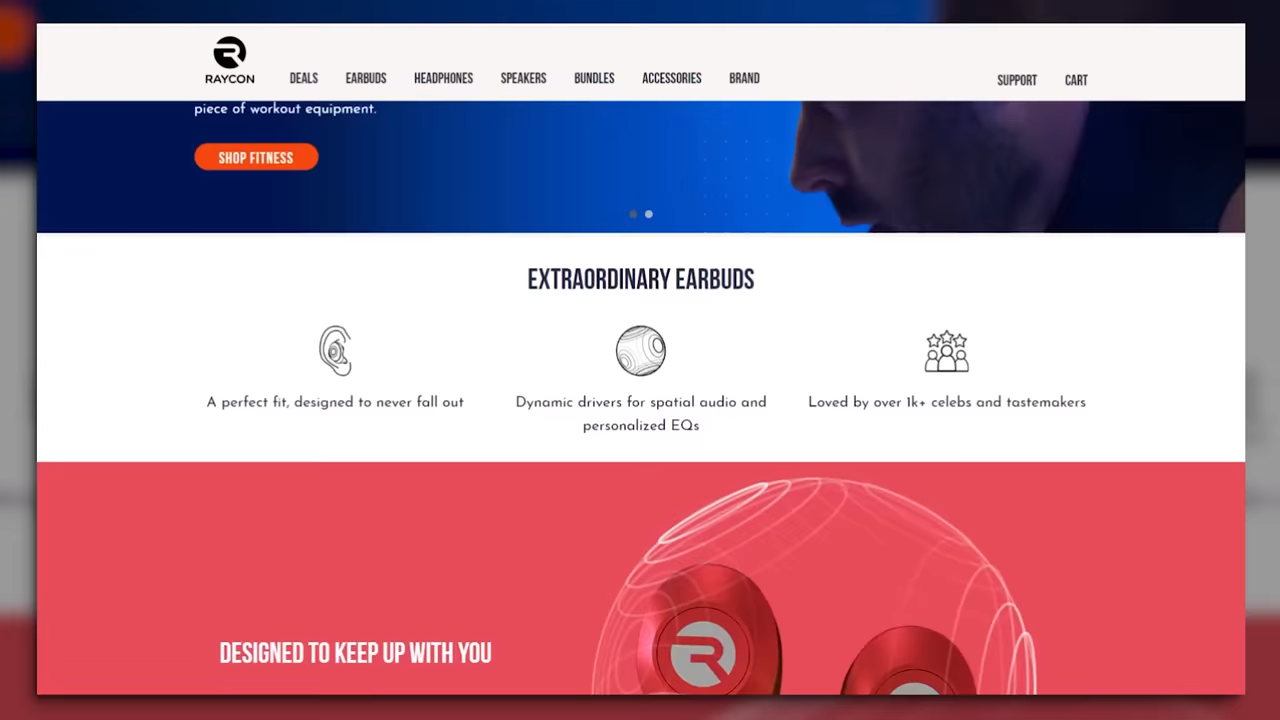 RAYCON
DEALS EARBUDS HEADPHONES SPEAKERS BUNDLES ACCESSORIES BRAND SUPPORT CART
piece of workout equipment.
SHOP FITNESS
EXTRAORDINARY EARBUDS
A perfect fit, designed to never fall out
Dynamic drivers for spatial audio and
personalized EQs
Loved by over 1k+ celebs and tastemakers
DESIGNED TO KEEP UP WITH YOU